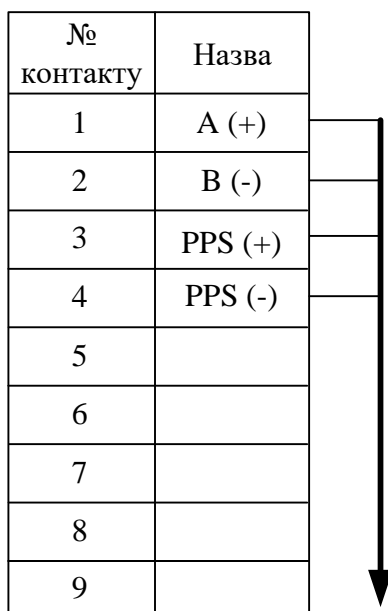 №
контакту
Назва
1 A (+)
2 B (-)
3 PPS (+)
4 PPS (-)
5
6
7
8
9